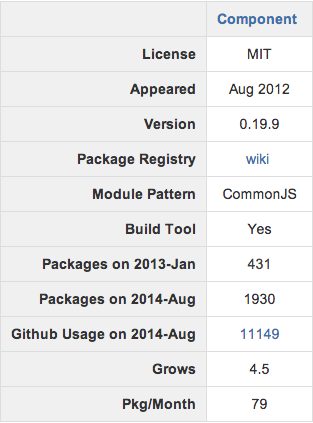 Component
License MIT
Appeared Aug 2012
Version 0.19.9
Package Registry wiki
Module Pattern CommonJS
Build Tool Yes
Packages on 2013-Jan 431
Packages on 2014-Aug 1930
Github Usage on 2014-Aug 11149
Grows 4.5
Pkg/Month 79